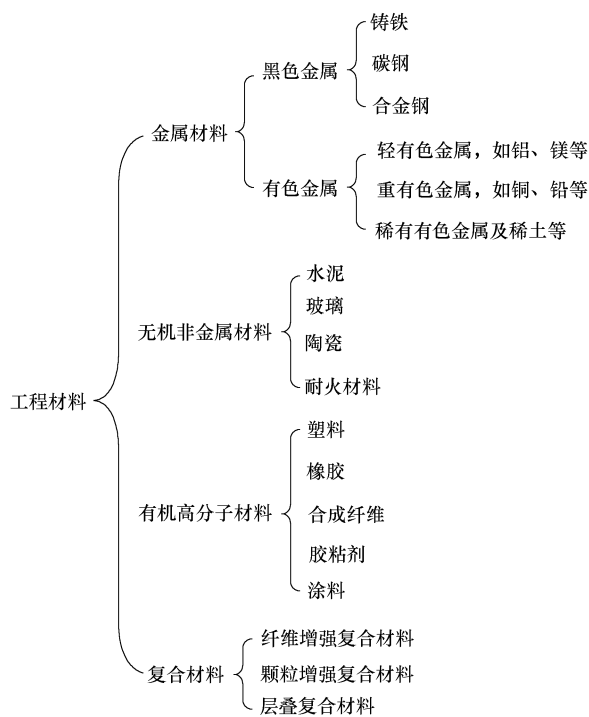 铸铁
黑色金属
碳钢
合金钢
金属材料
轻有色金属，如铝、镁等
有色金属
重有色金属，如铜、铅等
稀有有色金属及稀土等
水泥
玻璃
无机非金属材料
陶瓷
耐火材料
工程材料
塑料
橡胶
有机高分子材料
合成纤维
胶粘剂
涂料
纤维增强复合材料
复合材料
颗粒增强复合材料
层叠复合材料